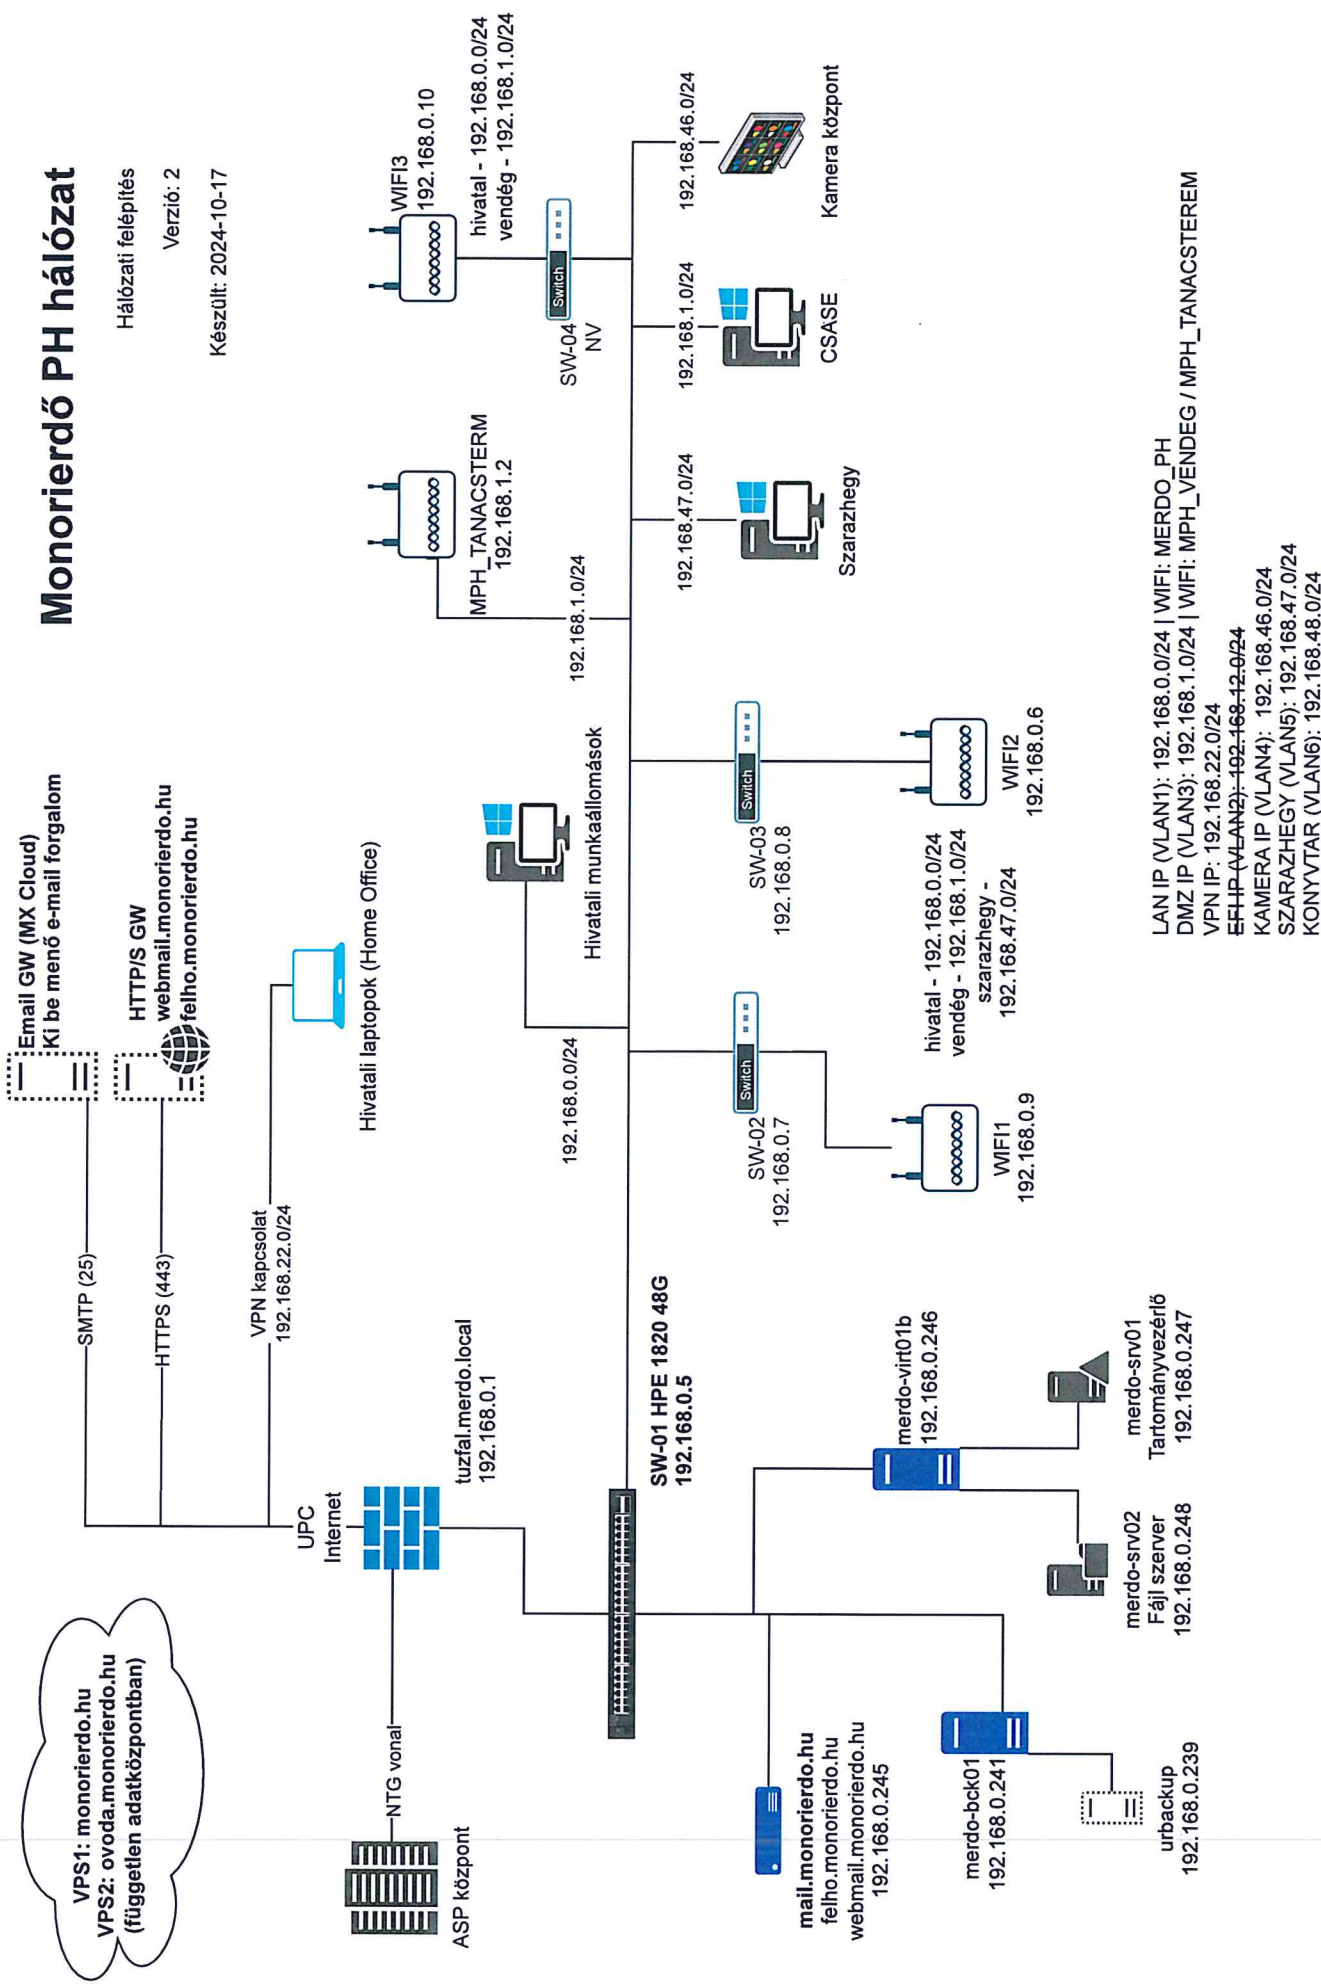 Monorierdő PH hálózat
Hálózati felépítés
Verzió: 2
Készült: 2024-10-17
VPS1: monorierdo.hu
VPS2: ovoda.monorierdo.hu
(független adatközpontban)
Email GW (MX Cloud)
Ki be menő e-mail forgalom
SMTP (25)
HTTP/S GW
webmail.monorierdo.hu
felho.monorierdo.hu
HTTPS (443)
VPN kapcsolat
192.168.22.0/24
Hivatali laptopok (Home Office)
UPC
Internet
tuzfal.merdo.local
192.168.0.1
NTG vonal
ASP központ
WIFI3
192.168.0.10
hivatal - 192.168.0.0/24
vendég - 192.168.1.0/24
MPH_TANACSTERM
192.168.1.2
192.168.1.0/24
Switch
SW-04
NV
Hivatali munkaállomások
192.168.0.0/24
SW-01 HPE 1820 48G
192.168.0.5
192.168.47.0/24
Szarazhegy
192.168.1.0/24
CSASE
192.168.46.0/24
Kamera központ
Switch
SW-02
192.168.0.7
WIFI1
192.168.0.9
Switch
SW-03
192.168.0.8
WIFI2
192.168.0.6
hivatal - 192.168.0.0/24
vendég - 192.168.1.0/24
szarazhegy -
192.168.47.0/24
mail.monorierdo.hu
felho.monorierdo.hu
webmail.monorierdo.hu
192.168.0.245
merdo-bck01
192.168.0.241
urbackup
192.168.0.239
merdo-virt01b
192.168.0.246
merdo-srv02
Fájl szerver
192.168.0.248
merdo-srv01
Tartományvezérlő
192.168.0.247
LAN IP (VLAN1): 192.168.0.0/24 | WIFI: MERDO_PH
DMZ IP (VLAN3): 192.168.1.0/24 | WIFI: MPH_VENDEG / MPH_TANACSTEREM
VPN IP: 192.168.22.0/24
EFI IP (VLAN2): 192.168.12.0/24
KAMERA IP (VLAN4): 192.168.46.0/24
SZARAZHEGY (VLAN5): 192.168.47.0/24
KONYVTAR (VLAN6): 192.168.48.0/24